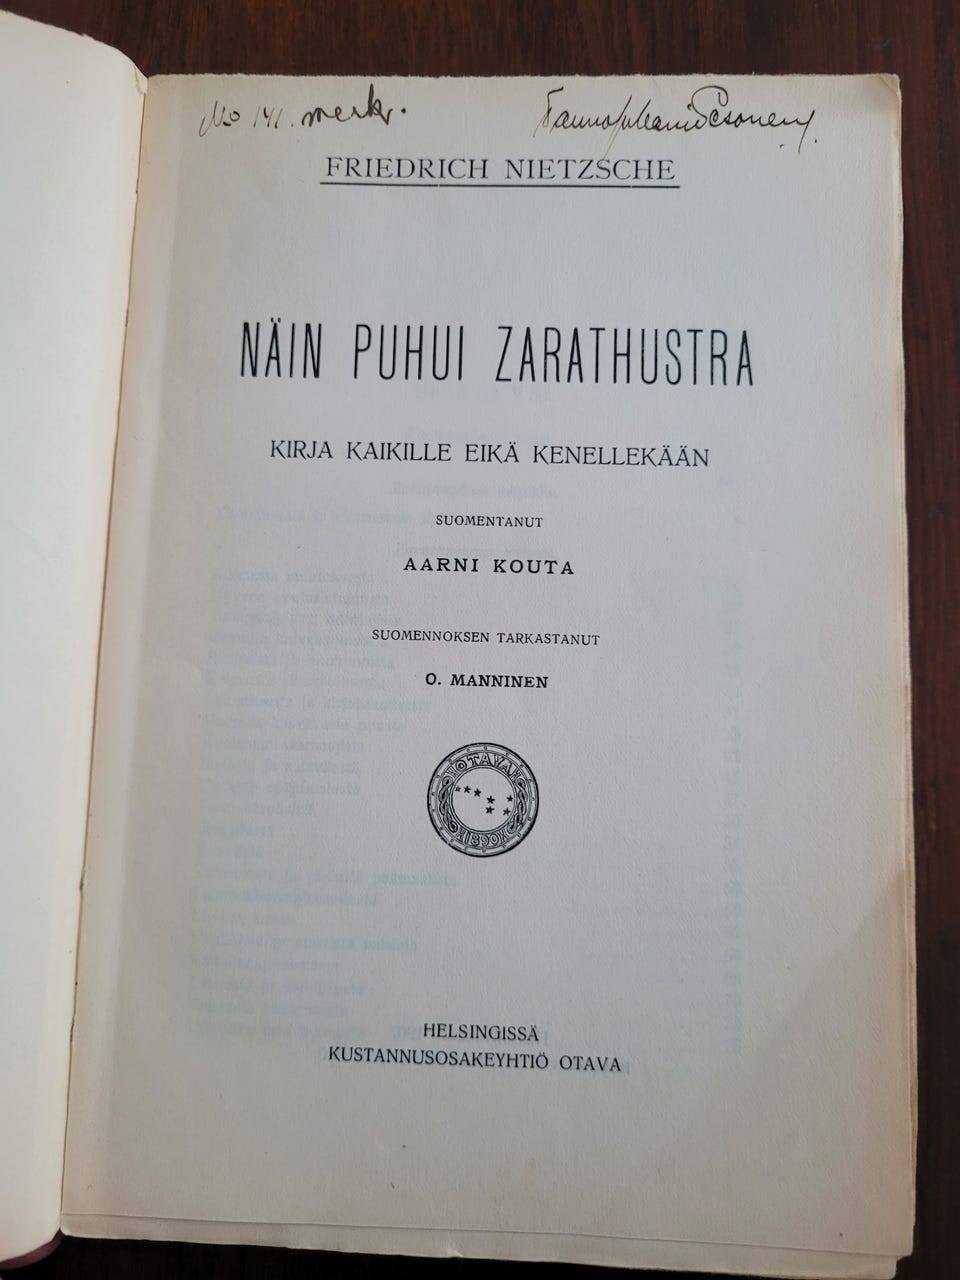 No 141. merk.
FRIEDRICH NIETZSCHE
NÄIN PUHUI ZARATHUSTRA
KIRJA KAIKILLE EIKÄ KENELLEKÄÄN
SUOMENTANUT
AARNI KOUTA
SUOMENNOKSEN TARKASTANUT
O. MANNINEN
OTAVA
1890
HELSINGISSÄ
KUSTANNUSOSAKEYHTIÖ OTAVA